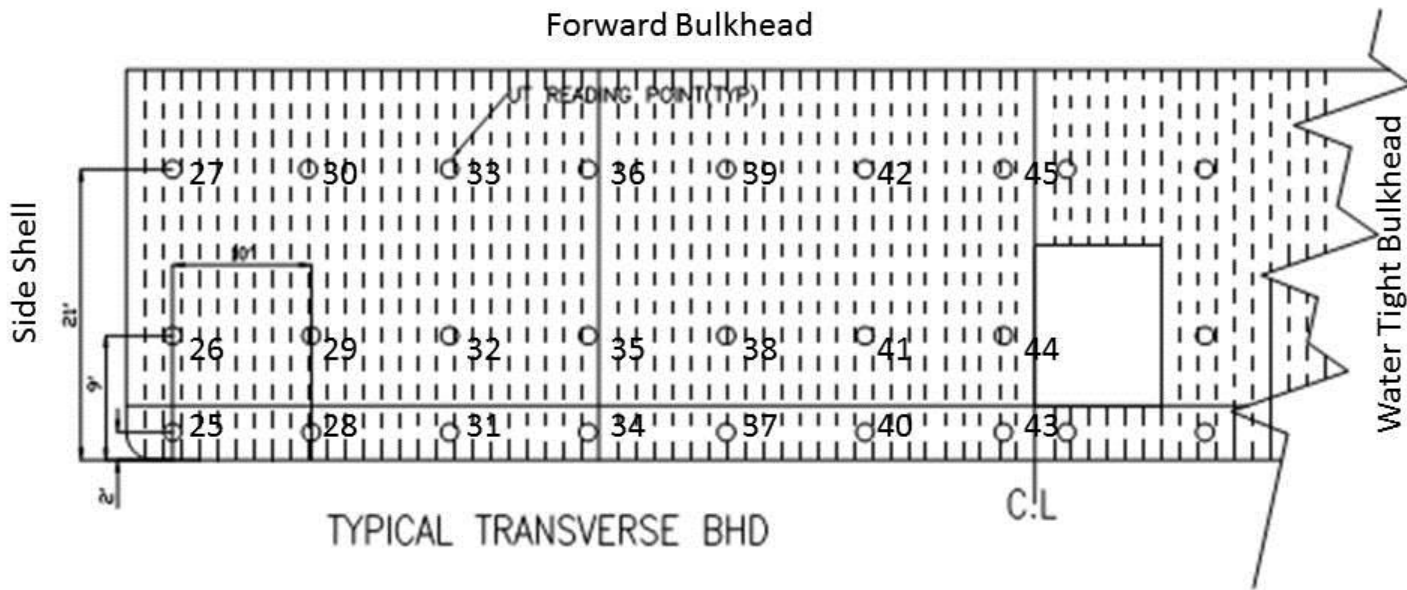 Forward Bulkhead
UT READING POINT(TYP)
27 30 33 36 39 42 45
Side Shell
Water Tight Bulkhead
21'
10'
26 29 32 35 38 41 44
9'
25 28 31 34 37 40 43
2'
C.L
TYPICAL TRANSVERSE BHD